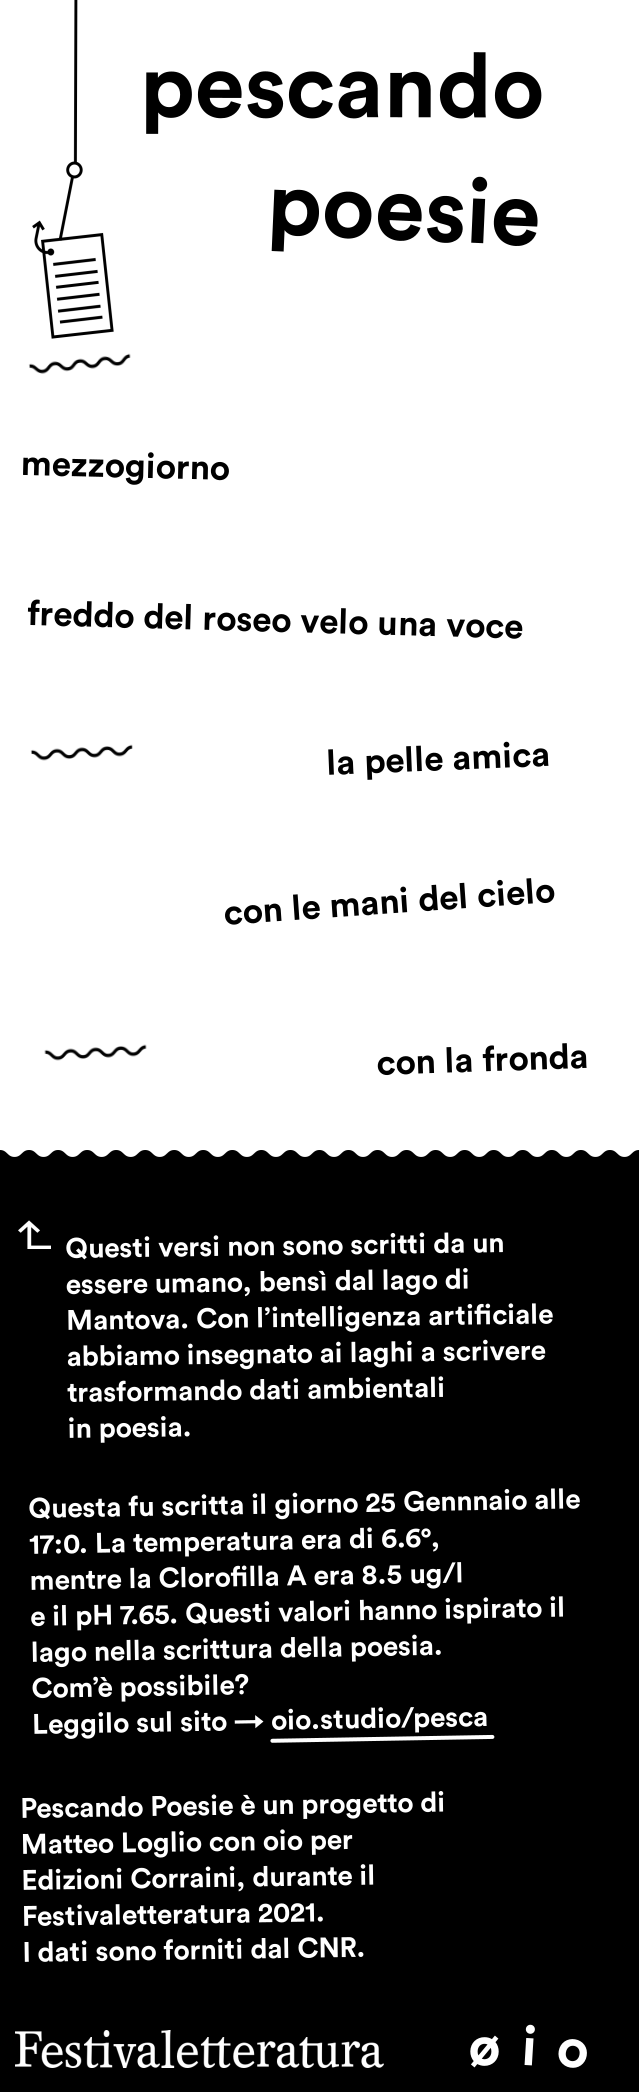 pescando
poesie
mezzogiorno
freddo del roseo velo una voce
la pelle amica
con le mani del cielo
con la fronda
Questi versi non sono scritti da un
essere umano, bensì dal lago di
Mantova. Con l’intelligenza artificiale
abbiamo insegnato ai laghi a scrivere
trasformando dati ambientali
in poesia.
Questa fu scritta il giorno 25 Gennnaio alle
17:0. La temperatura era di 6.6°,
mentre la Clorofilla A era 8.5 ug/l
e il pH 7.65. Questi valori hanno ispirato il
lago nella scrittura della poesia.
Com’è possibile?
Leggilo sul sito → oio.studio/pesca
Pescando Poesie è un progetto di
Matteo Loglio con oio per
Edizioni Corraini, durante il
Festivaletteratura 2021.
I dati sono forniti dal CNR.
Festivaletteratura ø i o